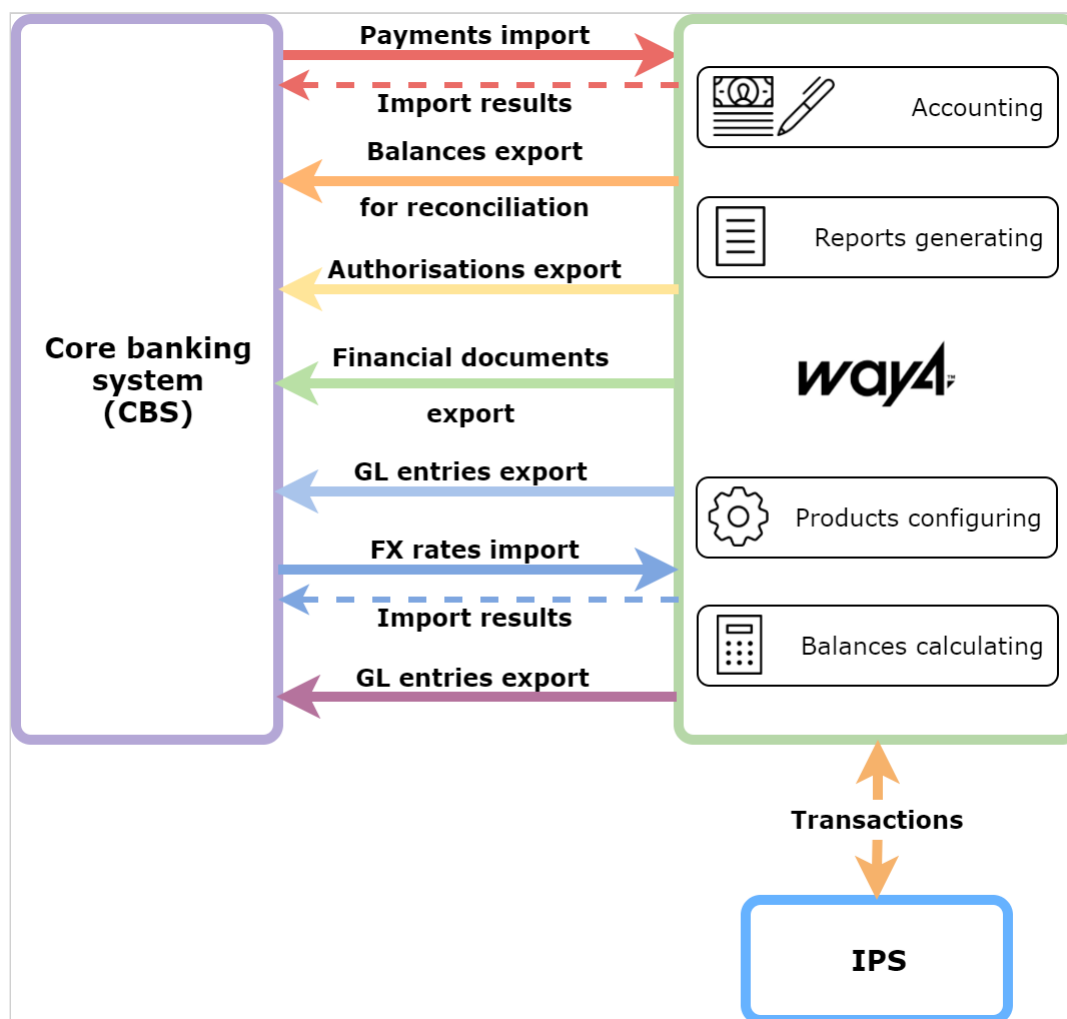 Payments import
Import results
Balances export
for reconciliation
Authorisations export
Financial documents
export
GL entries export
FX rates import
Import results
GL entries export
Core banking
system
(CBS)
Accounting
Reports generating
way4™
Products configuring
Balances calculating
Transactions
IPS